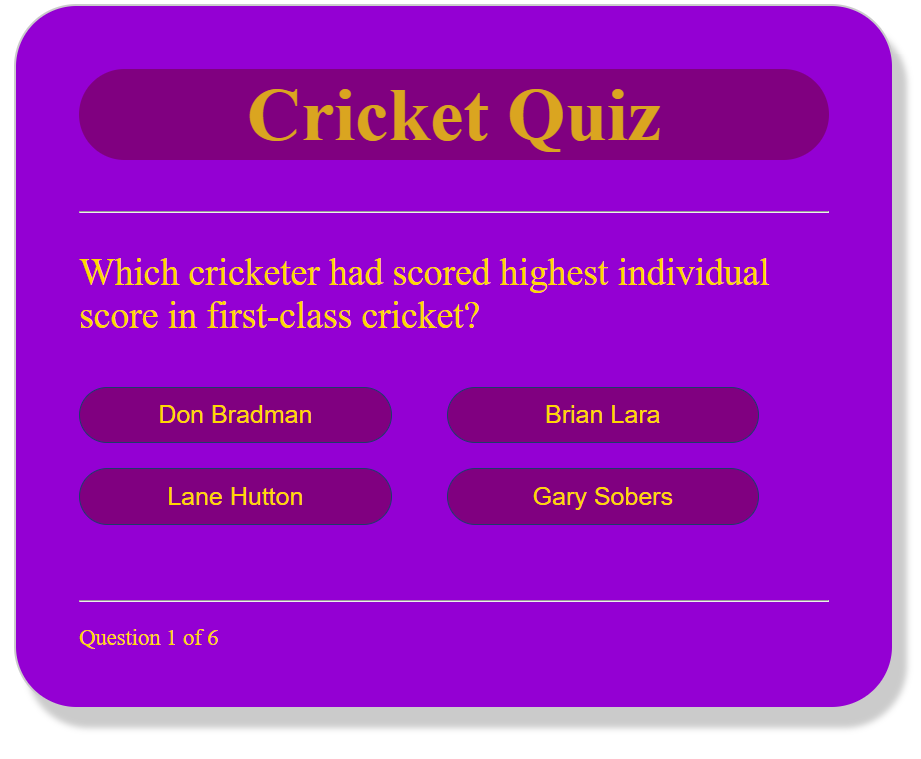 Cricket Quiz
Which cricketer had scored highest individual
score in first-class cricket?
Don Bradman
Brian Lara
Lane Hutton
Gary Sobers
Question 1 of 6